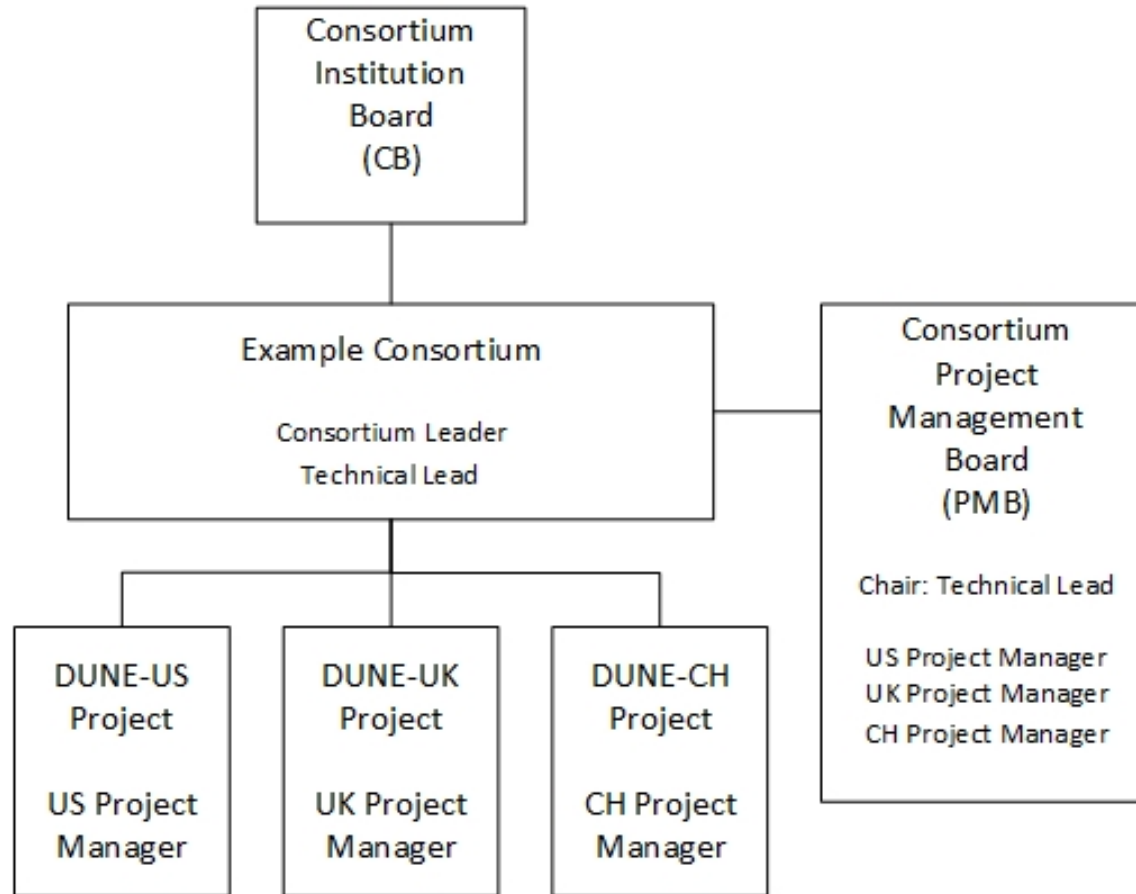 Consortium
Institution
Board
(CB)
Example Consortium
Consortium Leader
Technical Lead
Consortium
Project
Management
Board
(PMB)
Chair: Technical Lead
US Project Manager
UK Project Manager
CH Project Manager
DUNE-US
Project
US Project
Manager
DUNE-UK
Project
UK Project
Manager
DUNE-CH
Project
CH Project
Manager